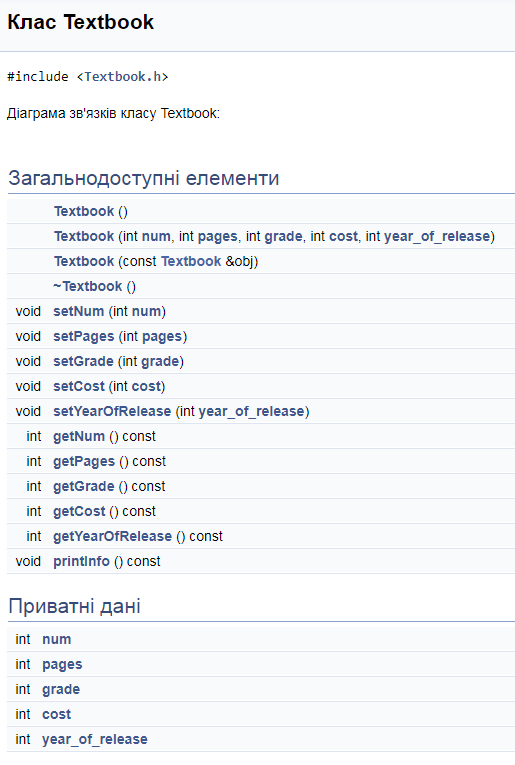 Клас Textbook
#include <Textbook.h>
Діаграма зв'язків класу Textbook:
Загальнодоступні елементи
Textbook ()
Textbook (int num, int pages, int grade, int cost, int year_of_release)
Textbook (const Textbook &obj)
~Textbook ()
void setNum (int num)
void setPages (int pages)
void setGrade (int grade)
void setCost (int cost)
void setYearOfRelease (int year_of_release)
int getNum () const
int getPages () const
int getGrade () const
int getCost () const
int getYearOfRelease () const
void printInfo () const
Приватні дані
int num
int pages
int grade
int cost
int year_of_release